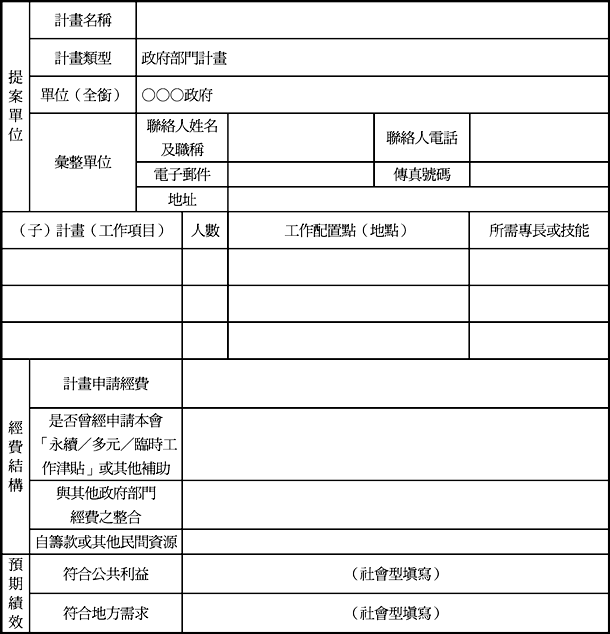 提案單位
計畫名稱
計畫類型
政府部門計畫
單位（全銜）
○○○政府
彙整單位
聯絡人姓名
及職稱
聯絡人電話
電子郵件
傳真號碼
地址
（子）計畫（工作項目）
人數
工作配置點（地點）
所需專長或技能
經費結構
計畫申請經費
是否曾經申請本會
「永續／多元／臨時工
作津貼」或其他補助
與其他政府部門
經費之整合
自籌款或其他民間資源
預期績效
符合公共利益
（社會型填寫）
符合地方需求
（社會型填寫）